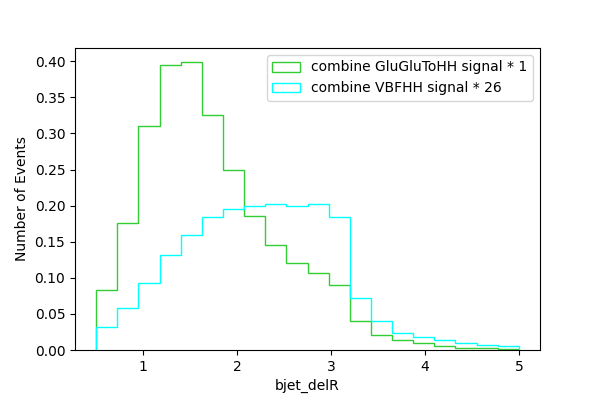 combine GluGluToHH signal * 1
combine VBFHH signal * 26
Number of Events
0.40
0.35
0.30
0.25
0.20
0.15
0.10
0.05
0.00
1 2 3 4 5
bjet_delR